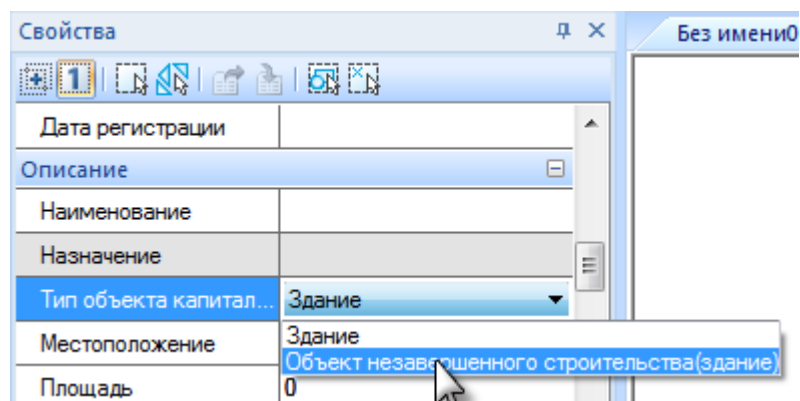 Свойства
Без имени0
1
Дата регистрации
Описание
Наименование
Назначение
Тип объекта капитал... Здание
Местоположение
Здание
Объект незавершенного строительства(здание)
Площадь 0